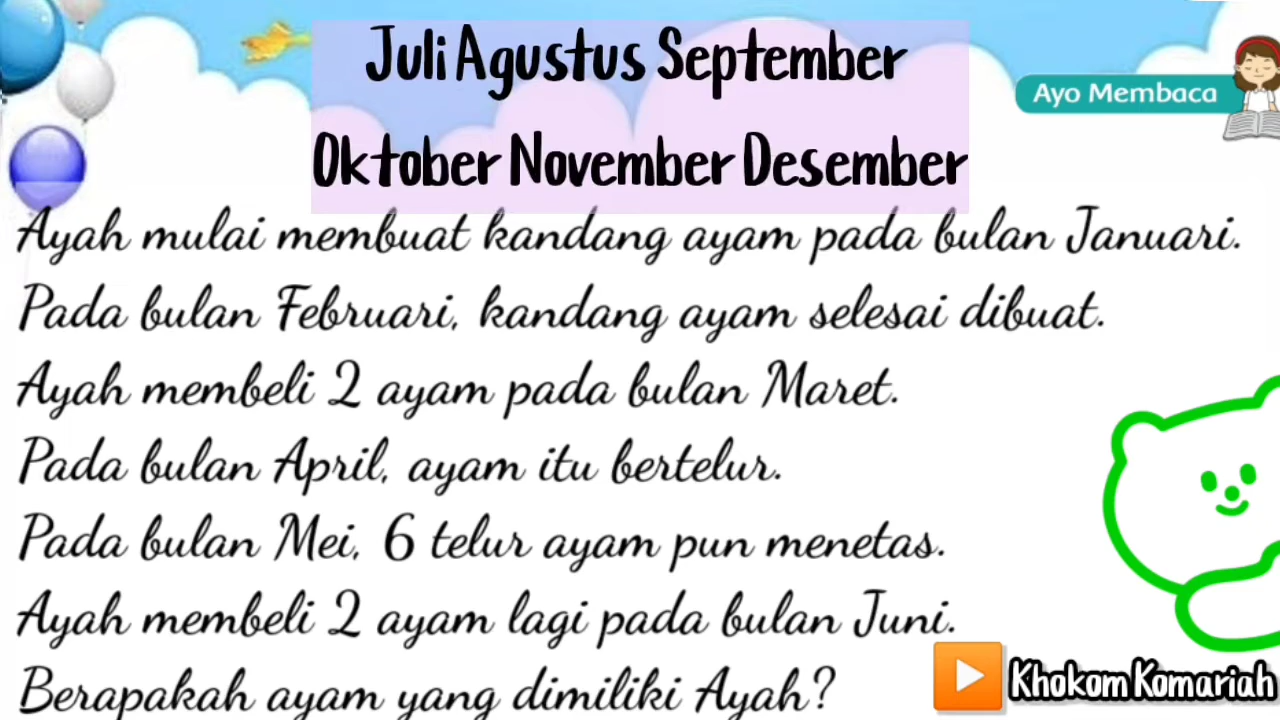 Juli Agustus September
Oktober November Desember
Ayo Membaca
Ayah mulai membuat kandang ayam pada bulan Januari.
Pada bulan Februari, kandang ayam selesai dibuat.
Ayah membeli 2 ayam pada bulan Maret.
Pada bulan April, ayam itu bertelur.
Pada bulan Mei, 6 telur ayam pun menetas.
Ayah membeli 2 ayam lagi pada bulan Juni.
Berapakah ayam yang dimiliki Ayah?
Khokom Komariah